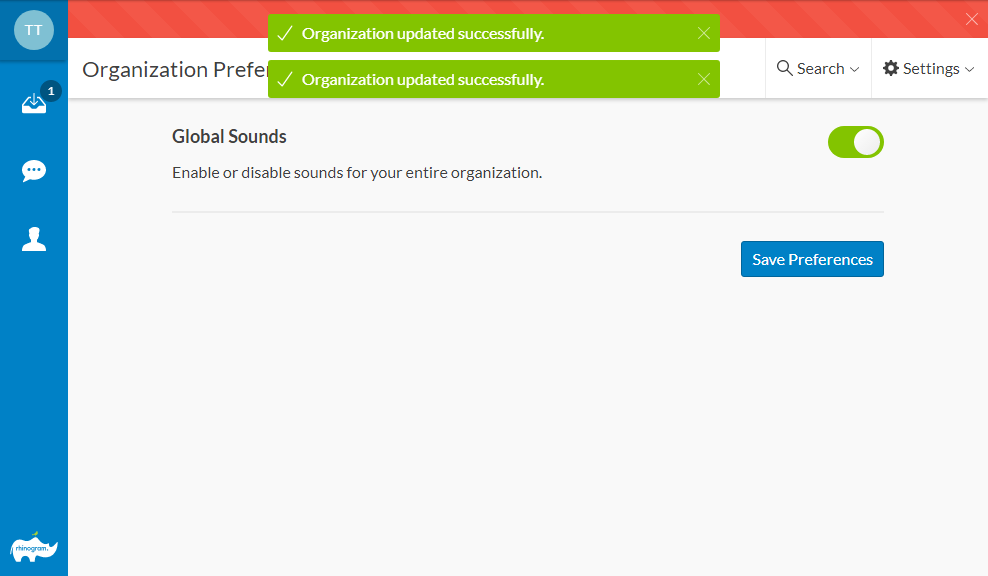 TT
Organization updated successfully.
Organization Prefe
Organization updated successfully.
Search
Settings
1
Global Sounds
Enable or disable sounds for your entire organization.
Save Preferences
rhinogram